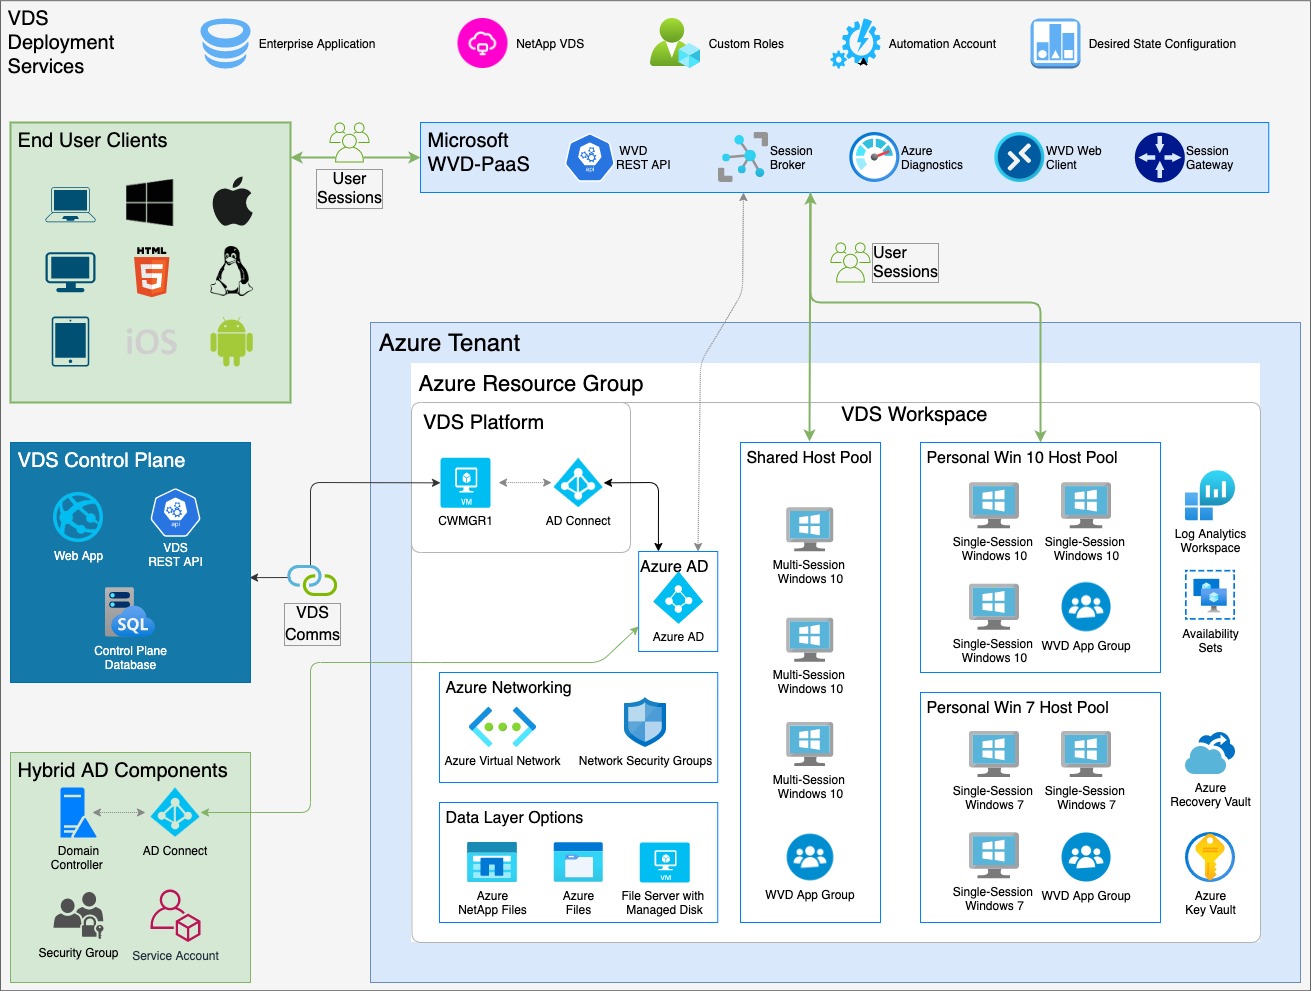 VDS
Deployment
Services
Enterprise Application
NetApp VDS
Custom Roles
Automation Account
Desired State Configuration
End User Clients
HTML
5
iOS
User
Sessions
Microsoft
WVD-PaaS
WVD
REST API
api
Session
Broker
Azure
Diagnostics
WVD Web
Client
Session
Gateway
User
Sessions
Azure Tenant
Azure Resource Group
VDS Platform
VM
CWMGR1
AD Connect
VDS Workspace
VDS Control Plane
Web App
api
VDS
REST API
SQL
Control Plane
Database
VDS
Comms
Azure AD
Azure AD
Azure Networking
Azure Virtual Network
Network Security Groups
Data Layer Options
Azure
NetApp Files
Azure
Files
VM
File Server with
Managed Disk
Shared Host Pool
Multi-Session
Windows 10
Multi-Session
Windows 10
Multi-Session
Windows 10
WVD App Group
Personal Win 10 Host Pool
Single-Session
Windows 10
Single-Session
Windows 10
Single-Session
Windows 10
WVD App Group
Personal Win 7 Host Pool
Single-Session
Windows 7
Single-Session
Windows 7
Single-Session
Windows 7
WVD App Group
Log Analytics
Workspace
Availability
Sets
Azure
Recovery Vault
Azure
Key Vault
Hybrid AD Components
Domain
Controller
AD Connect
Security Group
Service Account